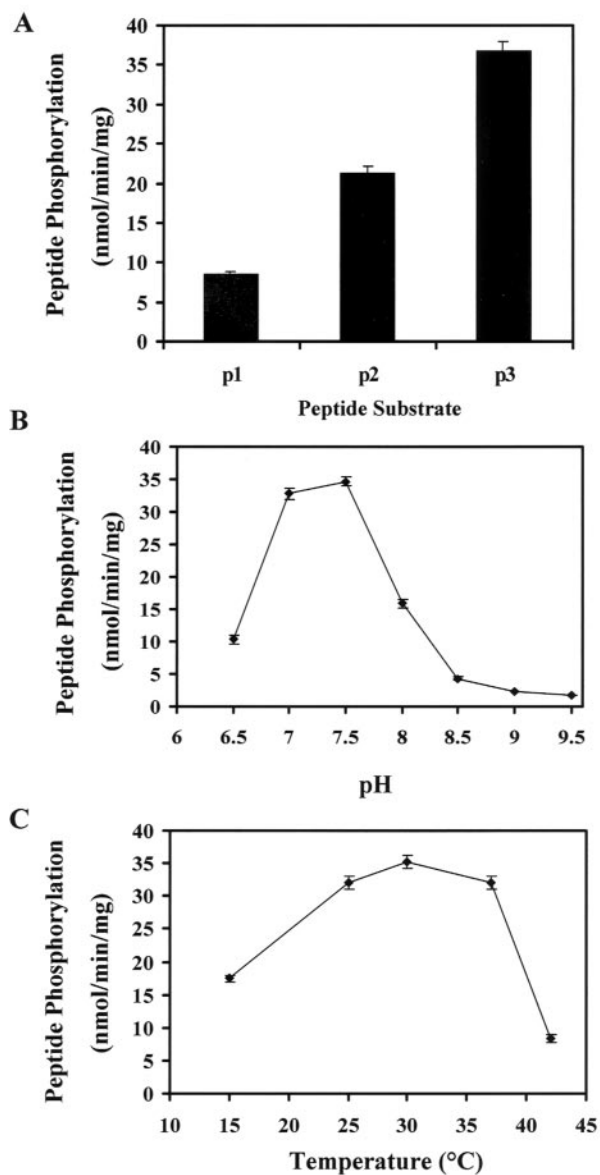 A
Peptide Phosphorylation
(nmol/min/mg)
40
35
30
25
20
15
10
5
0
p1 p2 p3
Peptide Substrate
B
Peptide Phosphorylation
(nmol/min/mg)
40
35
30
25
20
15
10
5
0
6 6.5 7 7.5 8 8.5 9 9.5
pH
C
Peptide Phosphorylation
(nmol/min/mg)
40
35
30
25
20
15
10
5
0
10 15 20 25 30 35 40 45
Temperature (°C)